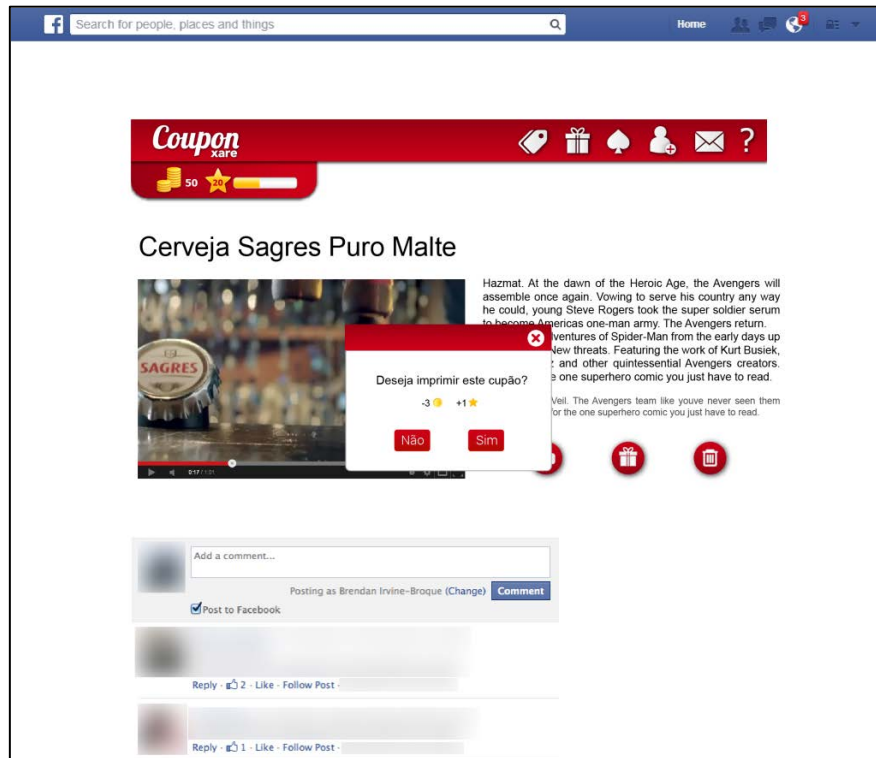 Search for people, places and things
Home
3
Coupon
xare
?
50 20
Cerveja Sagres Puro Malte
Hazmat. At the dawn of the Heroic Age, the Avengers will
assemble once again. Vowing to serve his country any way
he could, young Steve Rogers took the super soldier serum
to become Americas one-man army. The Avengers return.
ventures of Spider-Man from the early days up
New threats. Featuring the work of Kurt Busiek,
and other quintessential Avengers creators.
one superhero comic you just have to read.
Veil. The Avengers team like youve never seen them
for the one superhero comic you just have to read.
SAGRES
Deseja imprimir este cupão?
-3 +1
Não Sim
0:17 / 1:31
Add a comment...
Posting as Brendan Irvine-Broque (Change) Comment
Post to Facebook
Reply · 2 · Like · Follow Post ·
Reply · 1 · Like · Follow Post ·